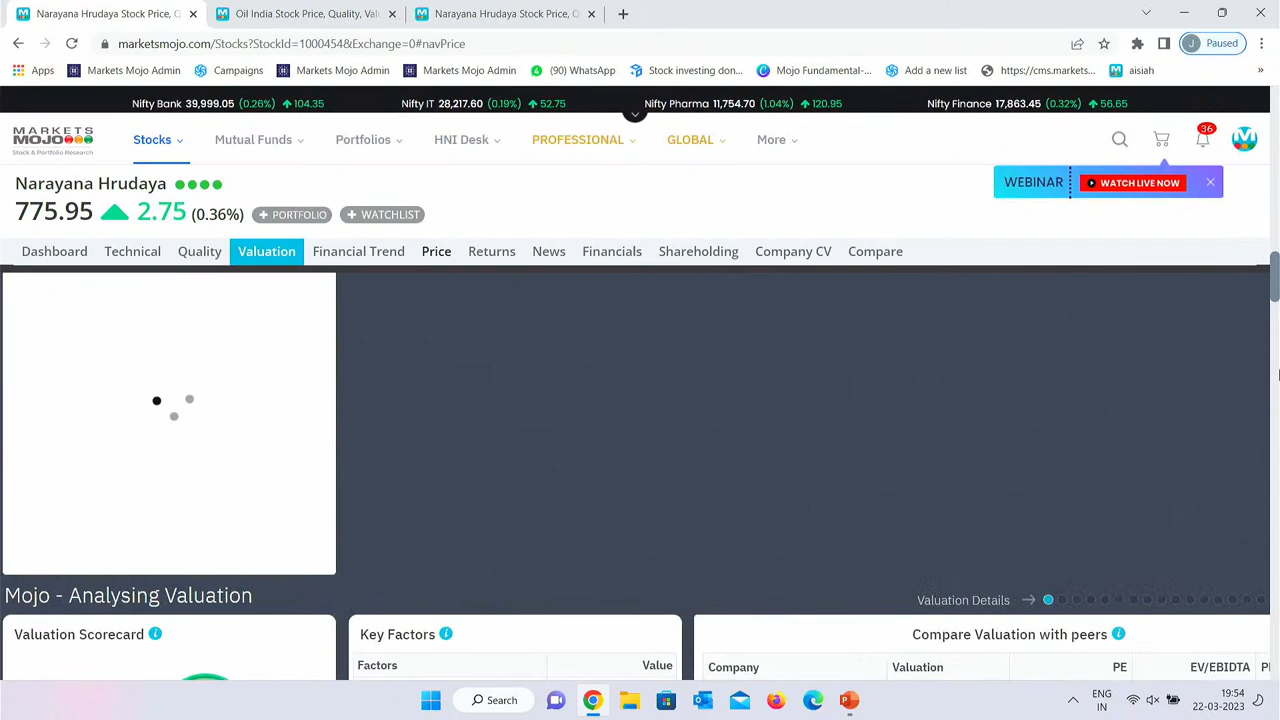 Narayana Hrudaya Stock Price, Q
Oil India Stock Price, Quality, Val
Narayana Hrudaya Stock Price, Q
marketsmojo.com/Stocks?StockId=1000454&Exchange=0#navPrice
J Paused
Apps Markets Mojo Admin Campaigns Markets Mojo Admin Markets Mojo Admin (90) WhatsApp Stock investing don... Mojo Fundamental-... Add a new list https://cms.markets... aisiah
Nifty Bank 39,999.05 (0.26%) 104.35 Nifty IT 28,217.60 (0.19%) 52.75 Nifty Pharma 11,754.70 (1.04%) 120.95 Nifty Finance 17,863.45 (0.32%) 56.65
MARKETS
MOJO
Stock & Portfolio Research
Stocks Mutual Funds Portfolios HNI Desk PROFESSIONAL GLOBAL More 36
Narayana Hrudaya
WEBINAR WATCH LIVE NOW
775.95 2.75 (0.36%) + PORTFOLIO + WATCHLIST
Dashboard Technical Quality Valuation Financial Trend Price Returns News Financials Shareholding Company CV Compare
Mojo - Analysing Valuation
Valuation Details
Valuation Scorecard
Key Factors
Compare Valuation with peers
Factors Value
Company Valuation PE EV/EBIDTA
Search
ENG
IN
19:54
22-03-2023